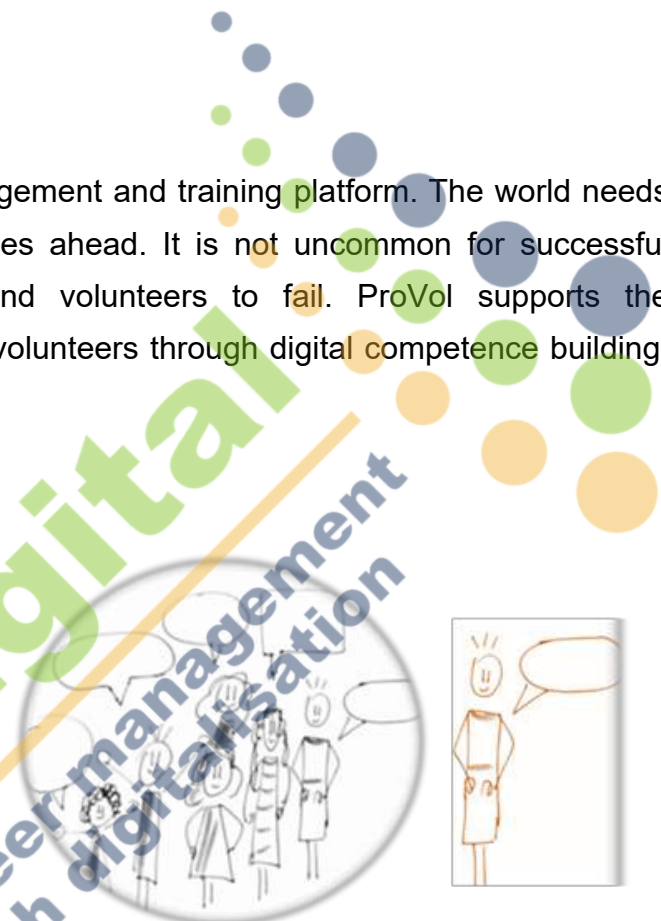 gement and training platform. The world needs
es ahead. It is not uncommon for successfu
nd volunteers to fail. ProVol supports the
volunteers through digital competence building
gital
eer management
h digitalisation